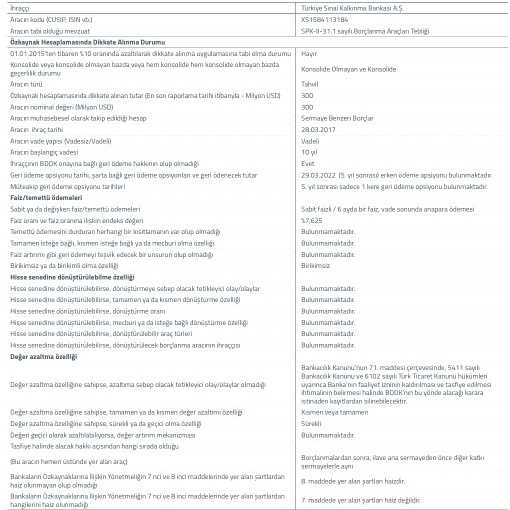 İhraççı Türkiye Sınai Kalkınma Bankası A.Ş.
Aracın kodu (CUSIP, ISIN vb.) XS1584113184
Aracın tabi olduğu mevzuat SPK-II-31.1 sayılı Borçlanma Araçları Tebliği
Özkaynak Hesaplamasında Dikkate Alınma Durumu
01.01.2015'ten itibaren %10 oranında azaltılarak dikkate alınma uygulamasına tabi olma durumu Hayır
Konsolide veya konsolide olmayan bazda veya hem konsolide hem konsolide olmayan bazda
geçerlilik durumu Konsolide Olmayan ve Konsolide
Aracın türü Tahvil
Özkaynak hesaplamasında dikkate alınan tutar (En son raporlama tarihi itibarıyla - Milyon USD) 300
Aracın nominal değeri (Milyon USD) 300
Aracın muhasebesel olarak takip edildiği hesap Sermaye Benzeri Borçlar
Aracın ihraç tarihi 28.03.2017
Aracın vade yapısı (Vadesiz/Vadeli) Vadeli
Aracın başlangıç vadesi 10 yıl
İhraççının BDDK onayına bağlı geri ödeme hakkının olup olmadığı Evet
Geri ödeme opsiyonu tarihi, şarta bağlı geri ödeme opsiyonları ve geri ödenecek tutar 29.03.2022 (5. yıl sonrası) erken ödeme opsiyonu bulunmaktadır.
Müteakip geri ödeme opsiyonu tarihleri 5. yıl sonrası sadece 1 kere geri ödeme opsiyonu bulunmaktadır.
Faiz/temettü ödemeleri
Sabit ya da değişken faiz/temettü ödemeleri Sabit faizli / 6 ayda bir faiz, vade sonunda anapara ödemesi
Faiz oranı ve faiz oranına ilişkin endeks değeri %7,625
Temettü ödemesini durduran herhangi bir kısıtlamanın var olup olmadığı Bulunmamaktadır.
Tamamen isteğe bağlı, kısmen isteğe bağlı ya da mecburi olma özelliği Bulunmamaktadır.
Faiz artırımı gibi geri ödemeyi teşvik edecek bir unsurun olup olmadığı Bulunmamaktadır.
Birikimsiz ya da birikimli olma özelliği Birikimsiz
Hisse senedine dönüştürülebilme özelliği
Hisse senedine dönüştürülebilirse, dönüştürmeye sebep olacak tetikleyici olay/olaylar Bulunmamaktadır.
Hisse senedine dönüştürülebilirse, tamamen ya da kısmen dönüştürme özelliği Bulunmamaktadır.
Hisse senedine dönüştürülebilirse, dönüştürme oranı Bulunmamaktadır.
Hisse senedine dönüştürülebilirse, mecburi ya da isteğe bağlı dönüştürme özelliği Bulunmamaktadır.
Hisse senedine dönüştürülebilirse, dönüştürülebilir araç türleri Bulunmamaktadır.
Hisse senedine dönüştürülebilirse, dönüştürülecek borçlanma aracının ihraççısı Bulunmamaktadır.
Değer azaltma özelliği
Değer azaltma özelliğine sahipse, azaltıma sebep olacak tetikleyici olay/olaylar olmadığı Bankacılık Kanunu'nun 71. maddesi çerçevesinde, 5411 sayılı
Bankacılık Kanunu ve 6102 sayılı Türk Ticaret Kanunu hükümleri
uyarınca Banka'nın faaliyet izninin kaldırılması ve tasfiye edilmesi
ihtimalinin belirmesi halinde BDDK'nın bu yönde alacağı karara
istinaden kayıtlardan silinebilecektir.
Değer azaltma özelliğine sahipse, tamamen ya da kısmen değer azaltımı özelliği Kısmen veya tamamen
Değer azaltma özelliğine sahipse, sürekli ya da geçici olma özelliği Sürekli
Değeri geçici olarak azaltılabiliyorsa, değer artırım mekanizması Bulunmamaktadır.
Tasfiye halinde alacak hakkı açısından hangi sırada olduğu
(Bu aracın hemen üstünde yer alan araç) Borçlanmalardan sonra, ilave ana sermayeden önce diğer katkı
sermayelerle aynı
Bankaların Özkaynaklarına İlişkin Yönetmeliğin 7 nci ve 8 inci maddelerinde yer alan şartlardan
haiz olunmayan olup olmadığı 8. maddede yer alan şartları haizdir.
Bankaların Özkaynaklarına İlişkin Yönetmeliğin 7 nci ve 8 inci maddelerinde yer alan şartlardan
hangilerini haiz olunmadığı 7. maddede yer alan şartları haiz değildir.